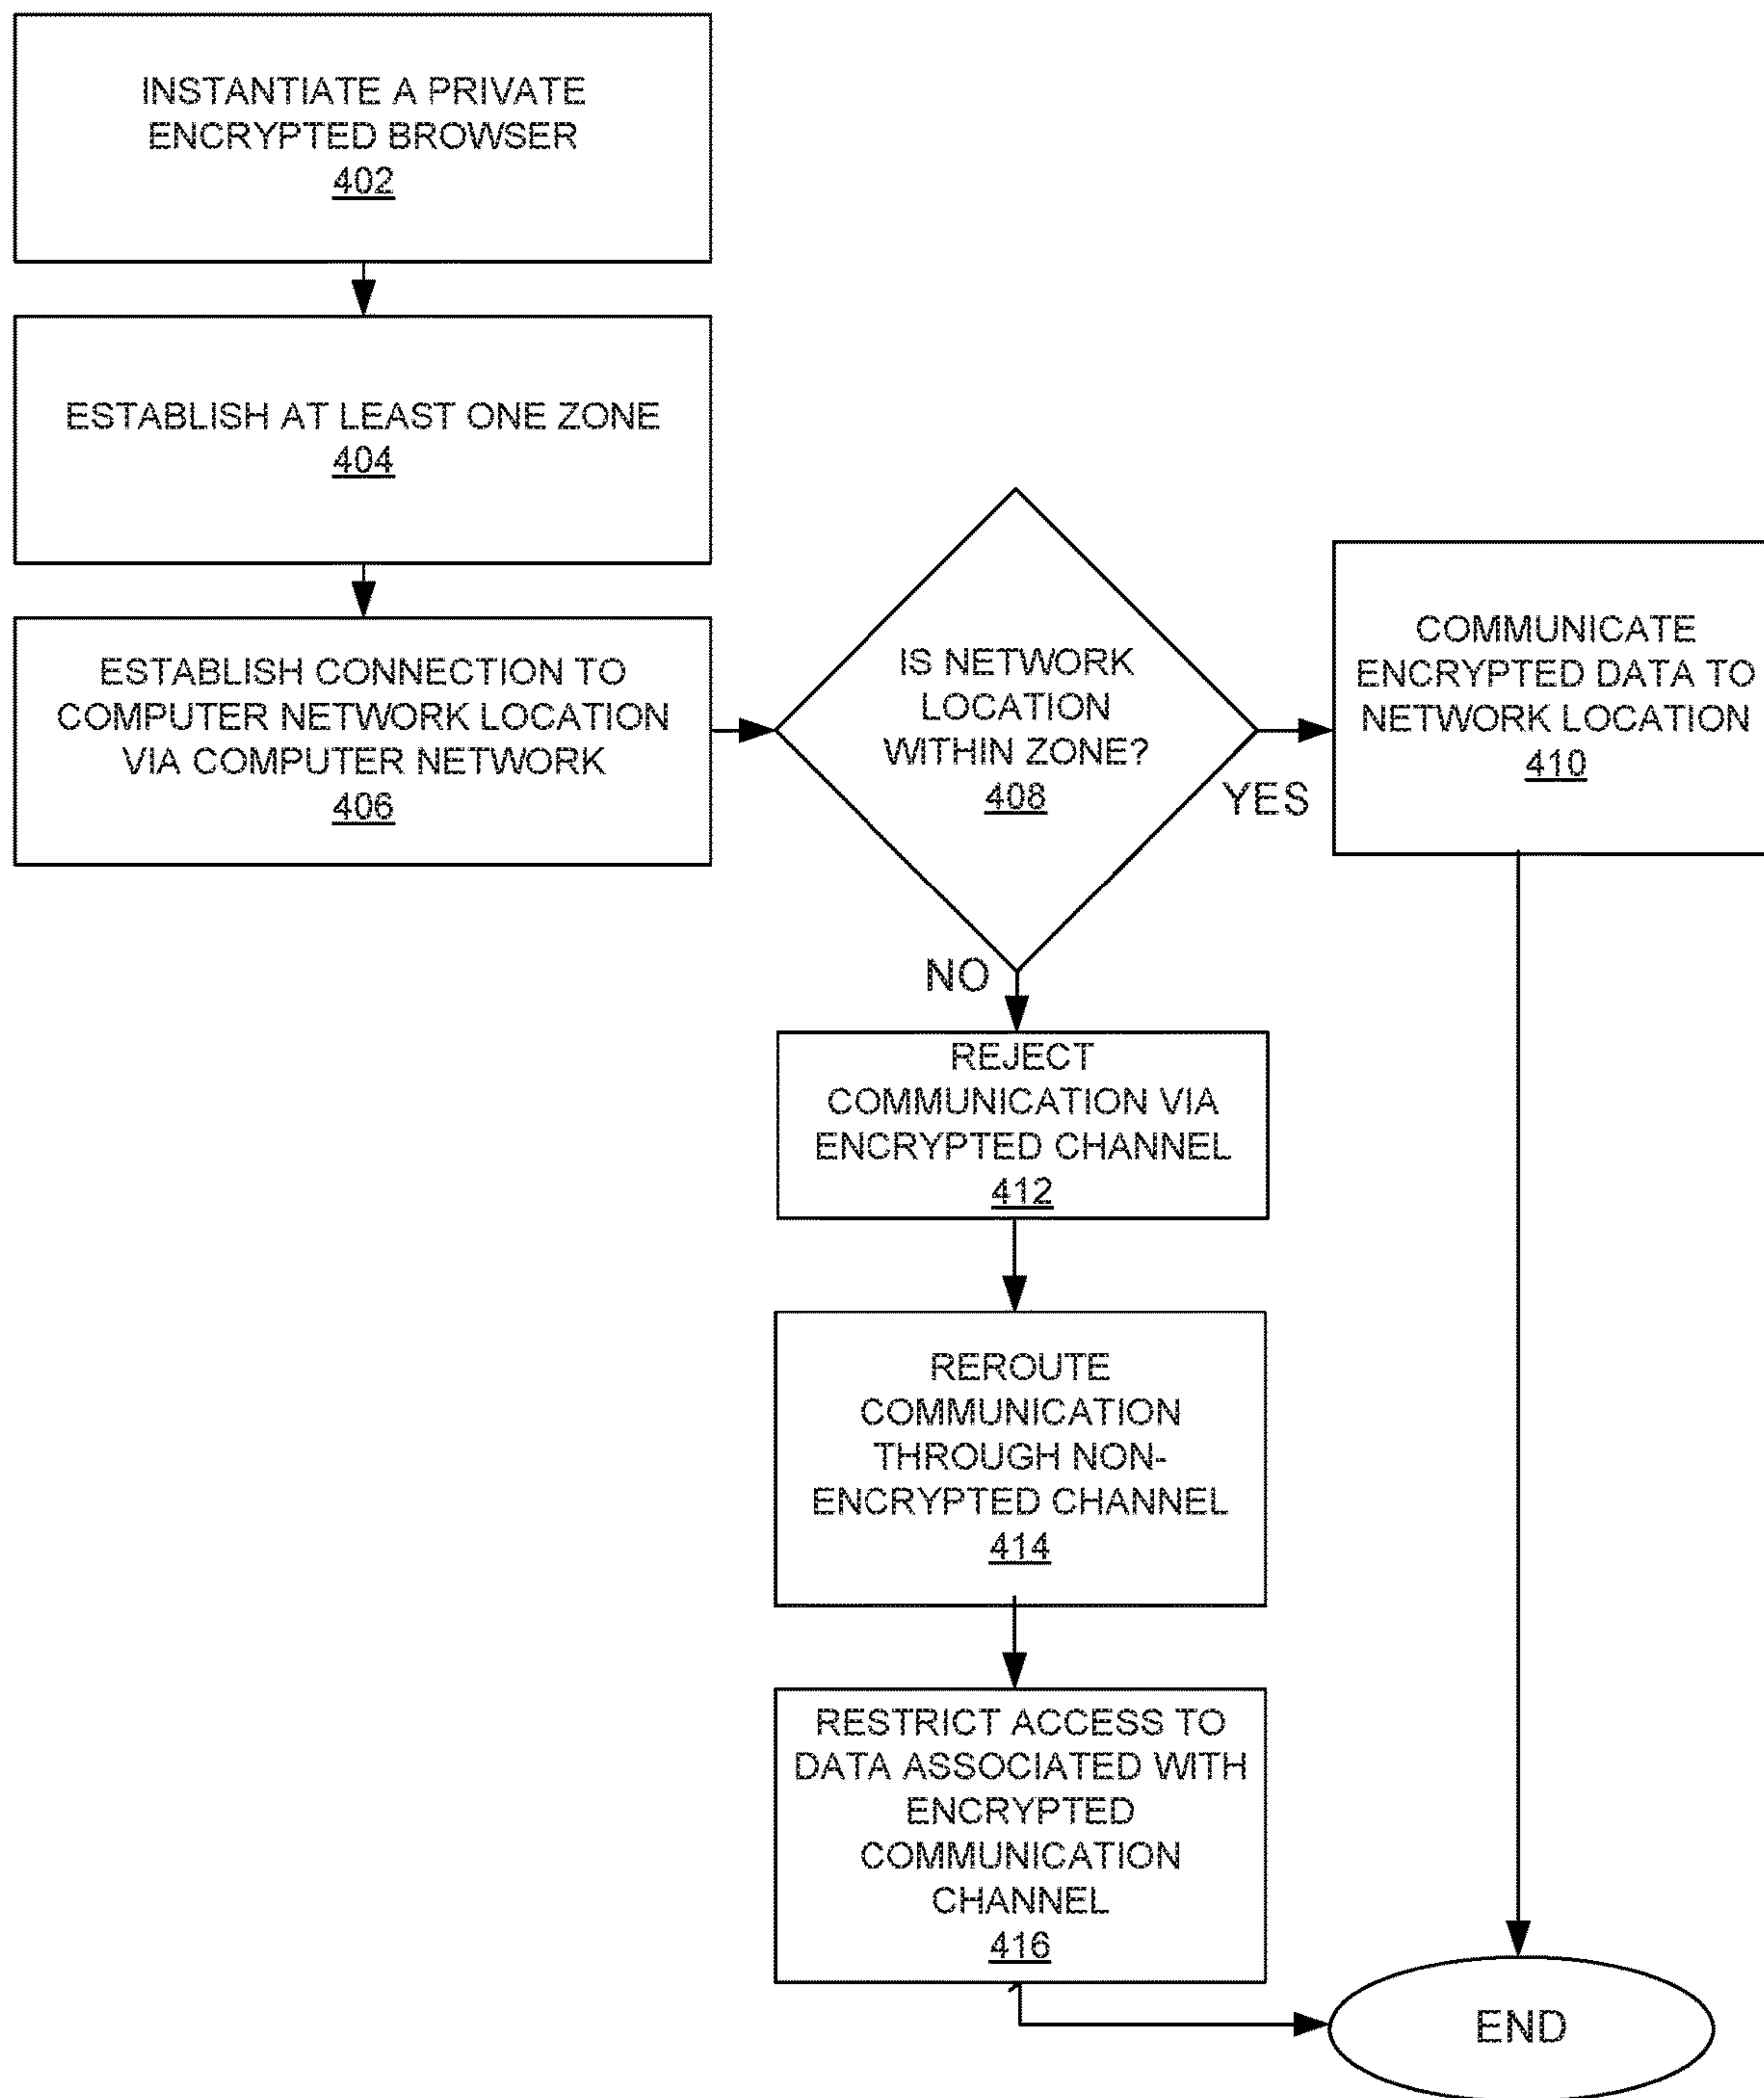 INSTANTIATE A PRIVATE
ENCRYPTED BROWSER
402
ESTABLISH AT LEAST ONE ZONE
404
ESTABLISH CONNECTION TO
COMPUTER NETWORK LOCATION
VIA COMPUTER NETWORK
406
IS NETWORK
LOCATION
WITHIN ZONE?
408
YES
COMMUNICATE
ENCRYPTED DATA TO
NETWORK LOCATION
410
NO
REJECT
COMMUNICATION VIA
ENCRYPTED CHANNEL
412
REROUTE
COMMUNICATION
THROUGH NON-
ENCRYPTED CHANNEL
414
RESTRICT ACCESS TO
DATA ASSOCIATED WITH
ENCRYPTED
COMMUNICATION
CHANNEL
416
END